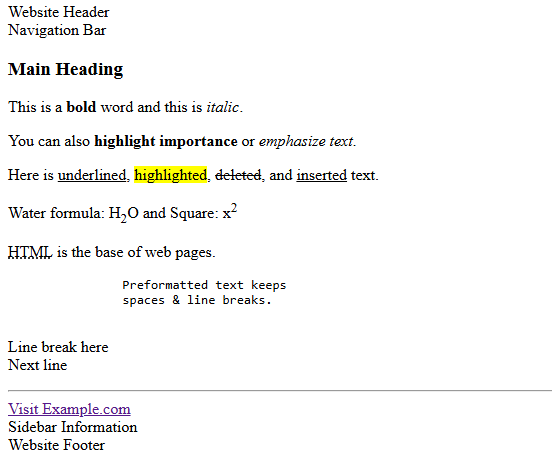 Website Header
Navigation Bar
Main Heading
This is a bold word and this is italic.
You can also highlight importance or emphasize text.
Here is underlined, highlighted, deleted, and inserted text.
Water formula: H₂O and Square: x²
HTML is the base of web pages.
Preformatted text keeps
spaces & line breaks.
Line break here
Next line
Visit Example.com
Sidebar Information
Website Footer